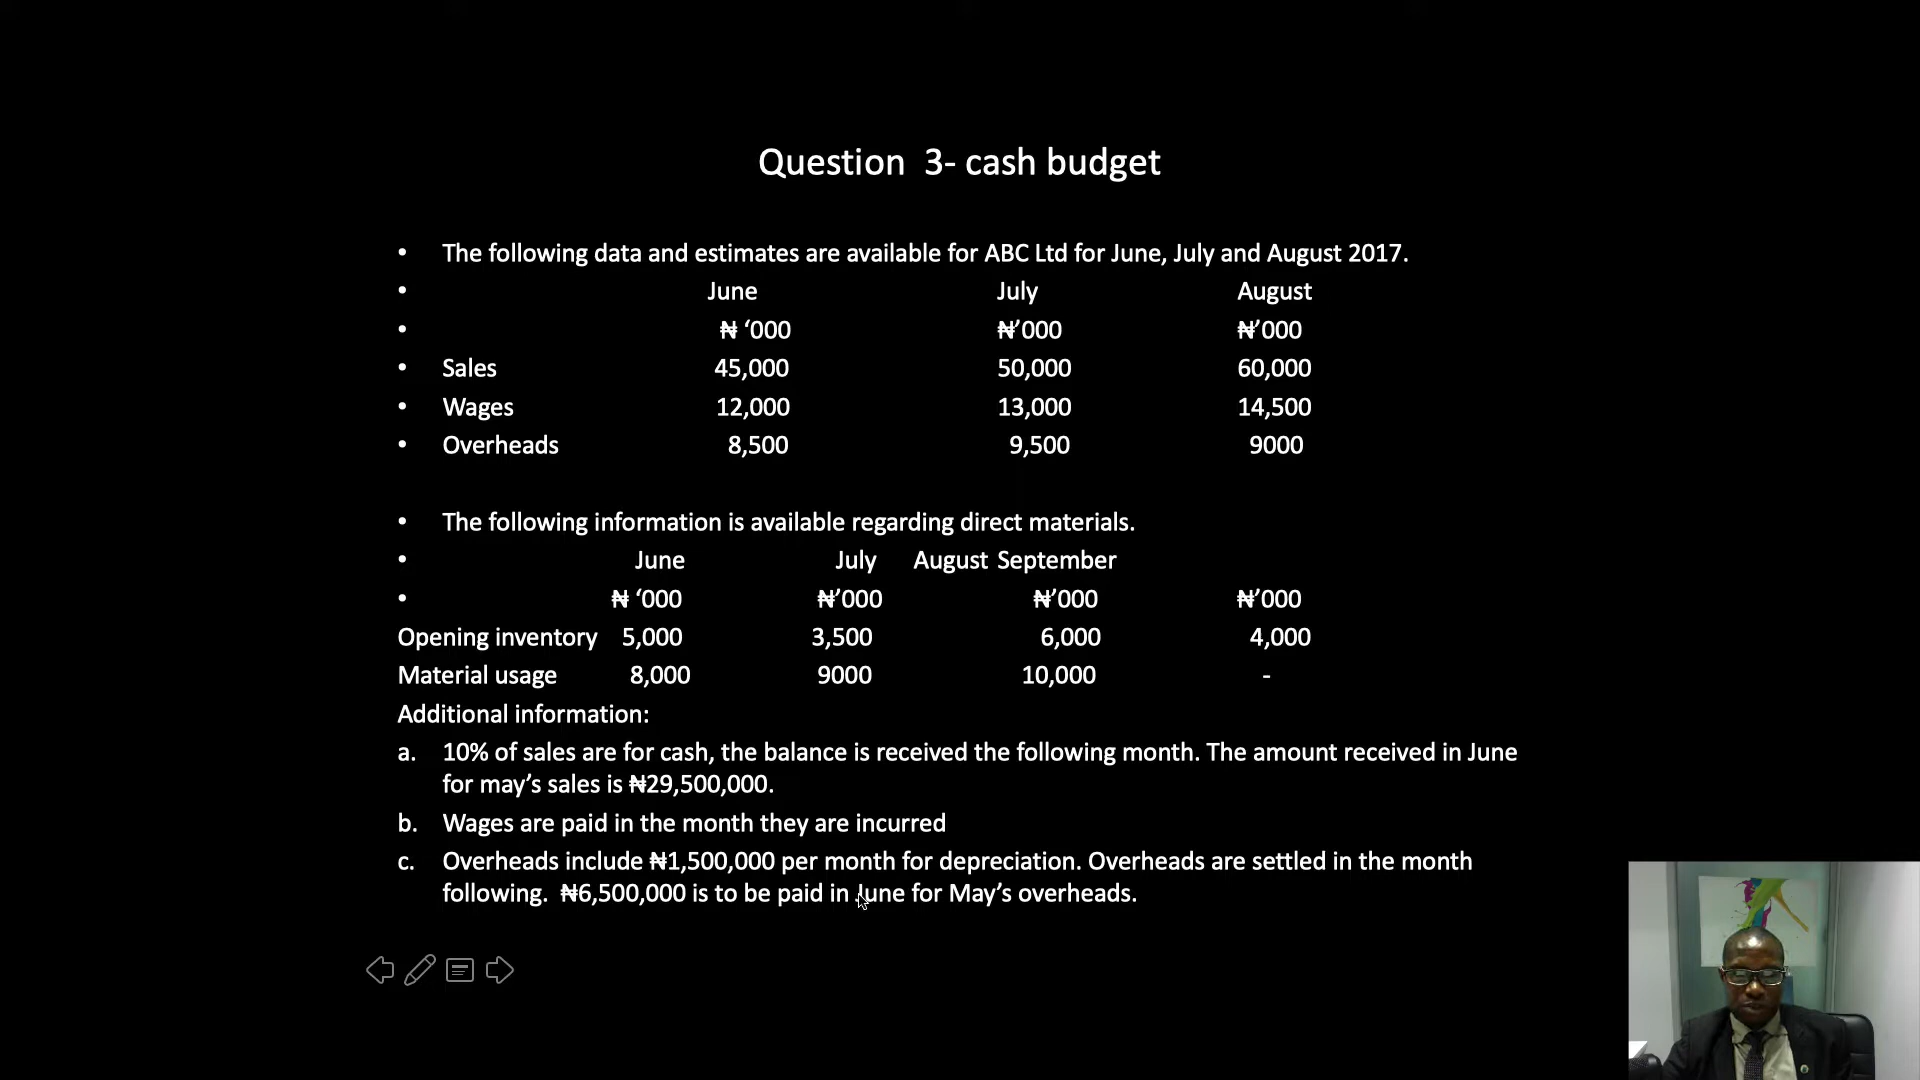 Question 3- cash budget
• The following data and estimates are available for ABC Ltd for June, July and August 2017.
• June July August
• ₦ ‘000 ₦’000 ₦’000
• Sales 45,000 50,000 60,000
• Wages 12,000 13,000 14,500
• Overheads 8,500 9,500 9000
• The following information is available regarding direct materials.
• June July August September
• ₦ ‘000 ₦’000 ₦’000 ₦’000
Opening inventory 5,000 3,500 6,000 4,000
Material usage 8,000 9000 10,000 -
Additional information:
a. 10% of sales are for cash, the balance is received the following month. The amount received in June
for may’s sales is ₦29,500,000.
b. Wages are paid in the month they are incurred
c. Overheads include ₦1,500,000 per month for depreciation. Overheads are settled in the month
following. ₦6,500,000 is to be paid in June for May’s overheads.